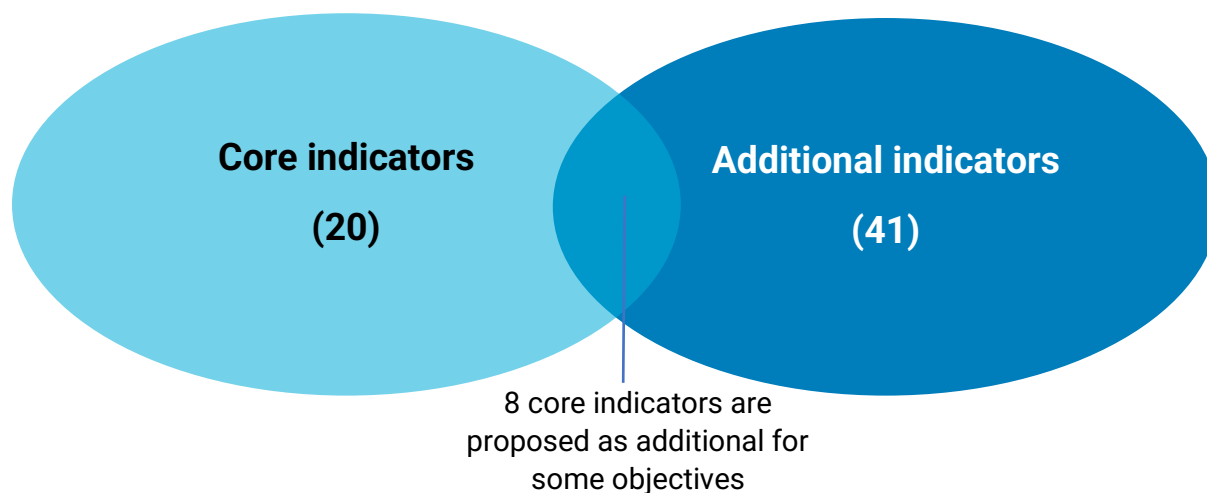 Core indicators
(20)
Additional indicators
(41)
8 core indicators are
proposed as additional for
some objectives